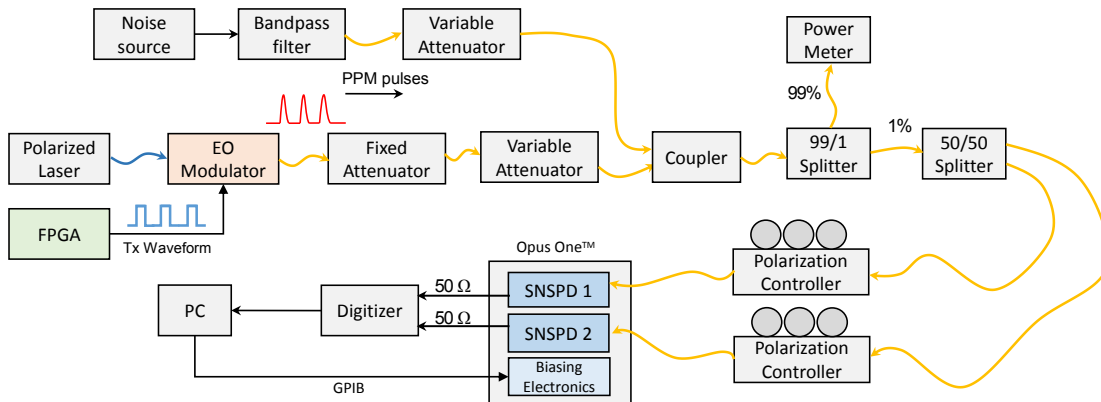 Noise
source
Bandpass
filter
Variable
Attenuator
Power
Meter
PPM pulses
99%
1%
Polarized
Laser
EO
Modulator
Fixed
Attenuator
Variable
Attenuator
Coupler
99/1
Splitter
50/50
Splitter
FPGA
Tx Waveform
Opus One™
Polarization
Controller
PC
Digitizer
50 Ω
50 Ω
SNSPD 1
SNSPD 2
Biasing
Electronics
GPIB
Polarization
Controller